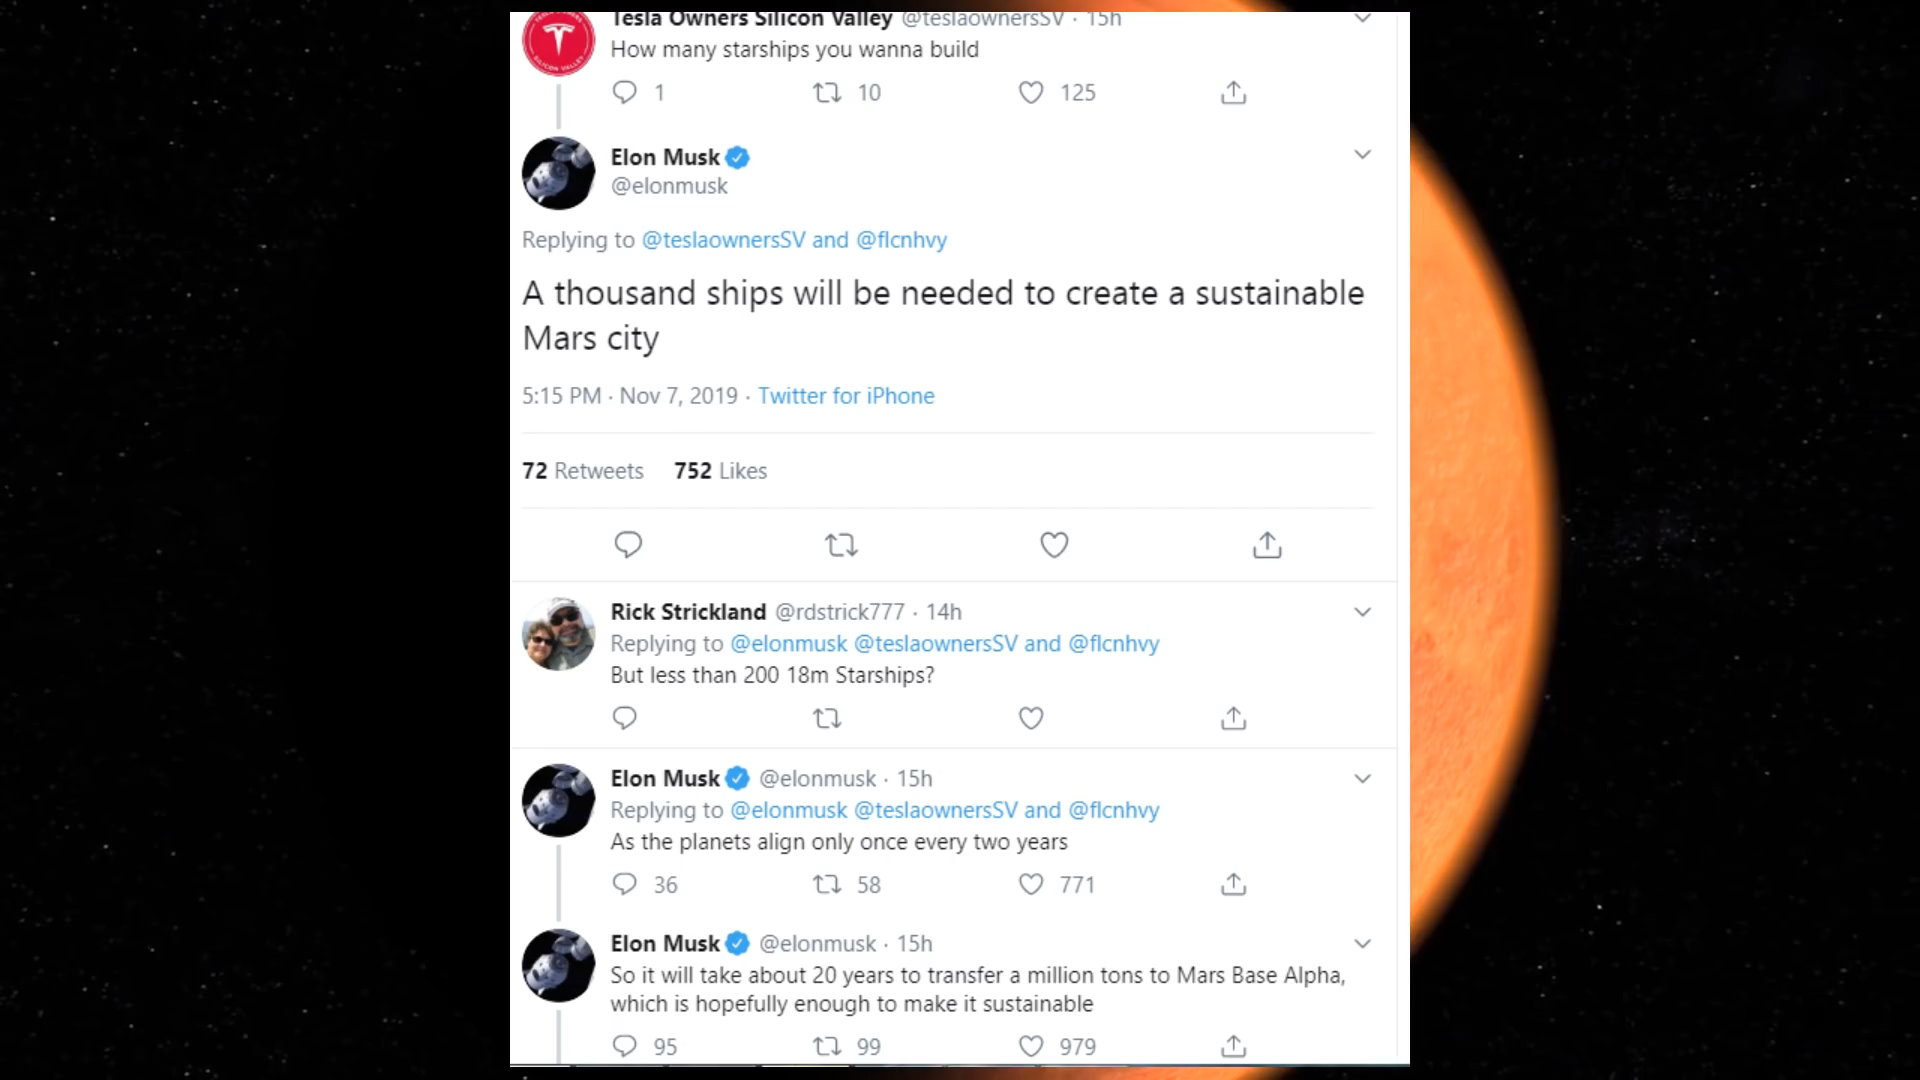 Tesla Owners Silicon Valley @teslaownersSV · 15h
How many starships you wanna build
1 10 125
Elon Musk
@elonmusk
Replying to @teslaownersSV and @flcnhvy
A thousand ships will be needed to create a sustainable
Mars city
5:15 PM · Nov 7, 2019 · Twitter for iPhone
72 Retweets 752 Likes
Rick Strickland @rdstrick777 · 14h
Replying to @elonmusk @teslaownersSV and @flcnhvy
But less than 200 18m Starships?
Elon Musk @elonmusk · 15h
Replying to @elonmusk @teslaownersSV and @flcnhvy
As the planets align only once every two years
36 58 771
Elon Musk @elonmusk · 15h
So it will take about 20 years to transfer a million tons to Mars Base Alpha,
which is hopefully enough to make it sustainable
95 99 979